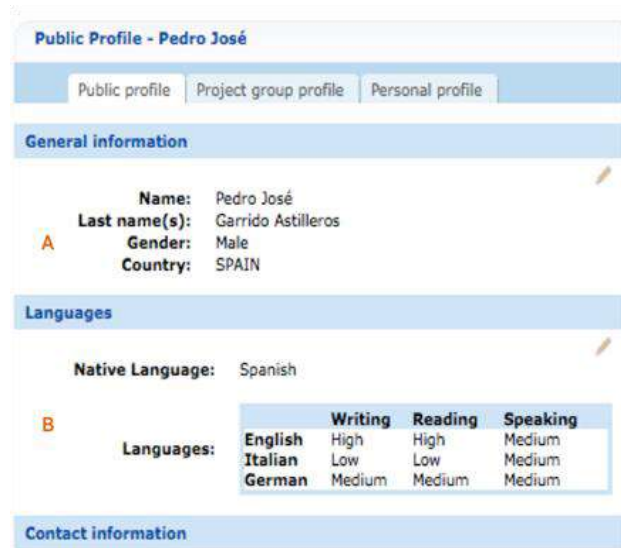 Public Profile - Pedro José
Public profile Project group profile Personal profile
General information
Name: Pedro José
Last name(s): Garrido Astilleros
A Gender: Male
Country: SPAIN
Languages
Native Language: Spanish
B
Writing Reading Speaking
Languages:
English High High Medium
Italian Low Low Medium
German Medium Medium Medium
Contact information